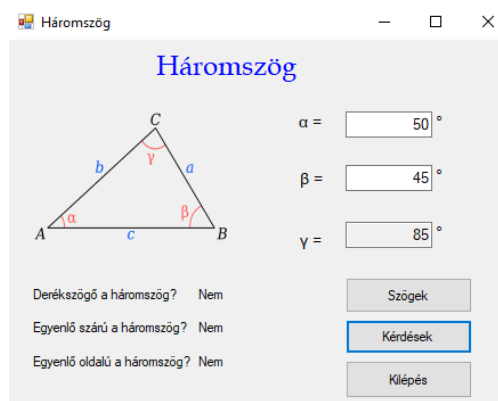 Háromszög
Háromszög
C
α = 50 °
b γ a
β = 45 °
α β
A c B
γ = 85 °
Derékszögő a háromszög? Nem
Szögek
Egyenlő szárú a háromszög? Nem
Kérdések
Egyenlő oldalú a háromszög? Nem
Kilépés